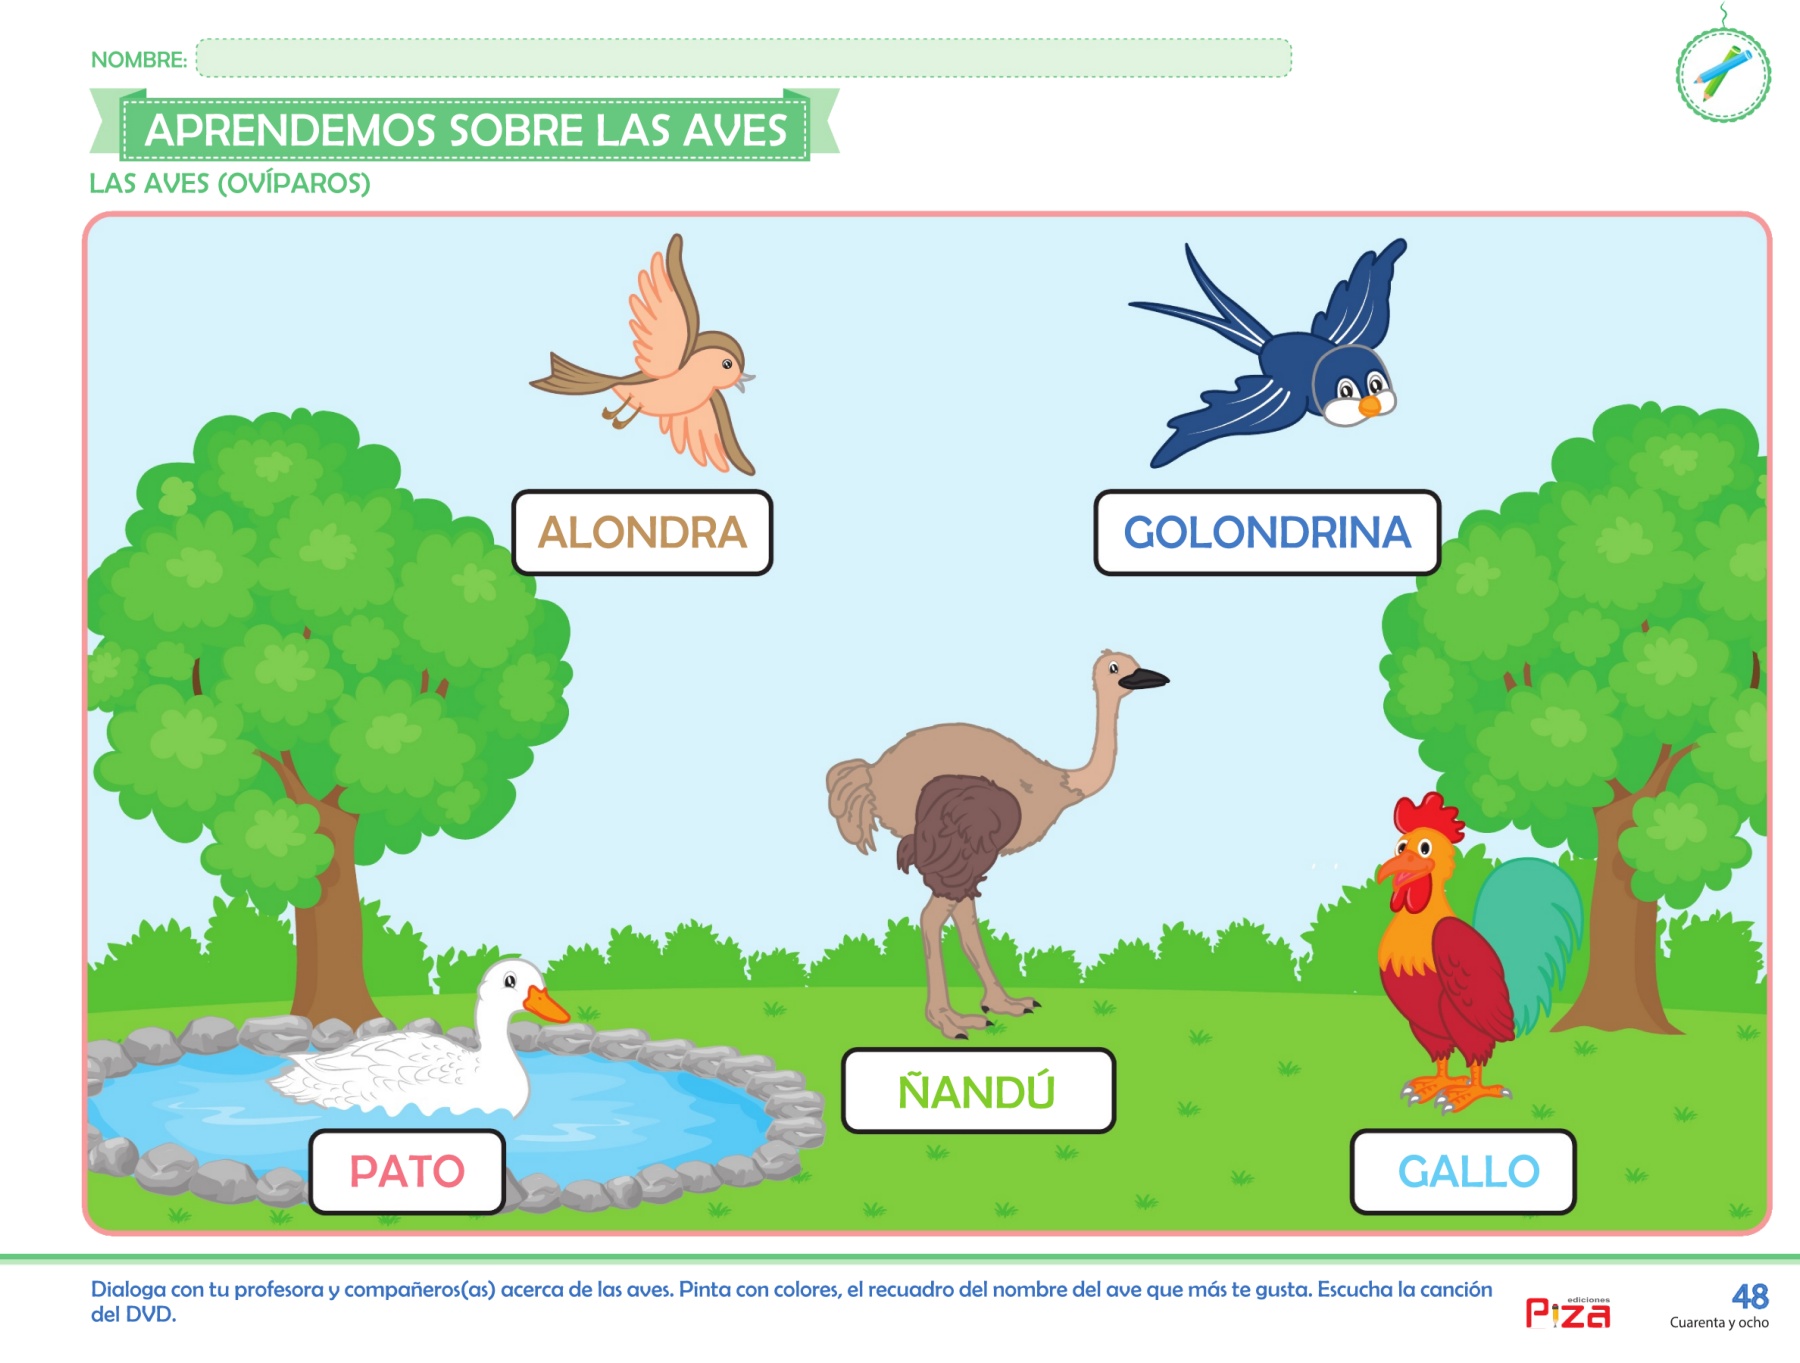 NOMBRE:
APRENDEMOS SOBRE LAS AVES
LAS AVES (OVÍPAROS)
ALONDRA
GOLONDRINA
ÑANDÚ
PATO
GALLO
Dialoga con tu profesora y compañeros(as) acerca de las aves. Pinta con colores, el recuadro del nombre del ave que más te gusta. Escucha la canción
del DVD.
ediciones
Piza
48
Cuarenta y ocho